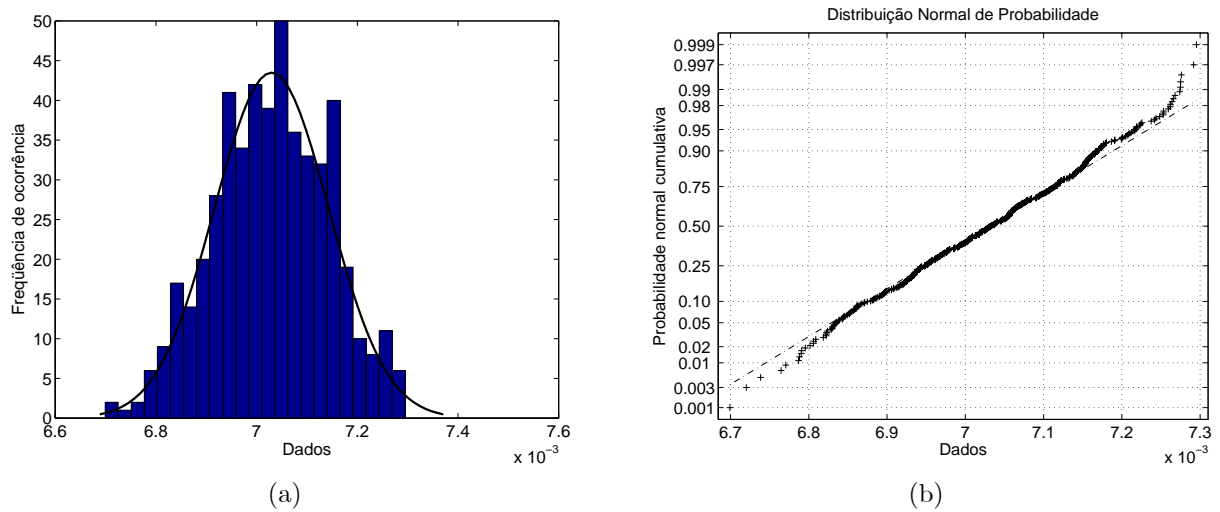 50
45
40
35
30
25
20
15
10
5
0
6.6 6.8 7 7.2 7.4 7.6
x 10⁻³
Dados
Freqüência de ocorrência
(a)
Distribuição Normal de Probabilidade
0.999
0.997
0.99
0.98
0.95
0.90
0.75
0.50
0.25
0.10
0.05
0.02
0.01
0.003
0.001
6.7 6.8 6.9 7 7.1 7.2 7.3
x 10⁻³
Dados
Probabilidade normal cumulativa
(b)